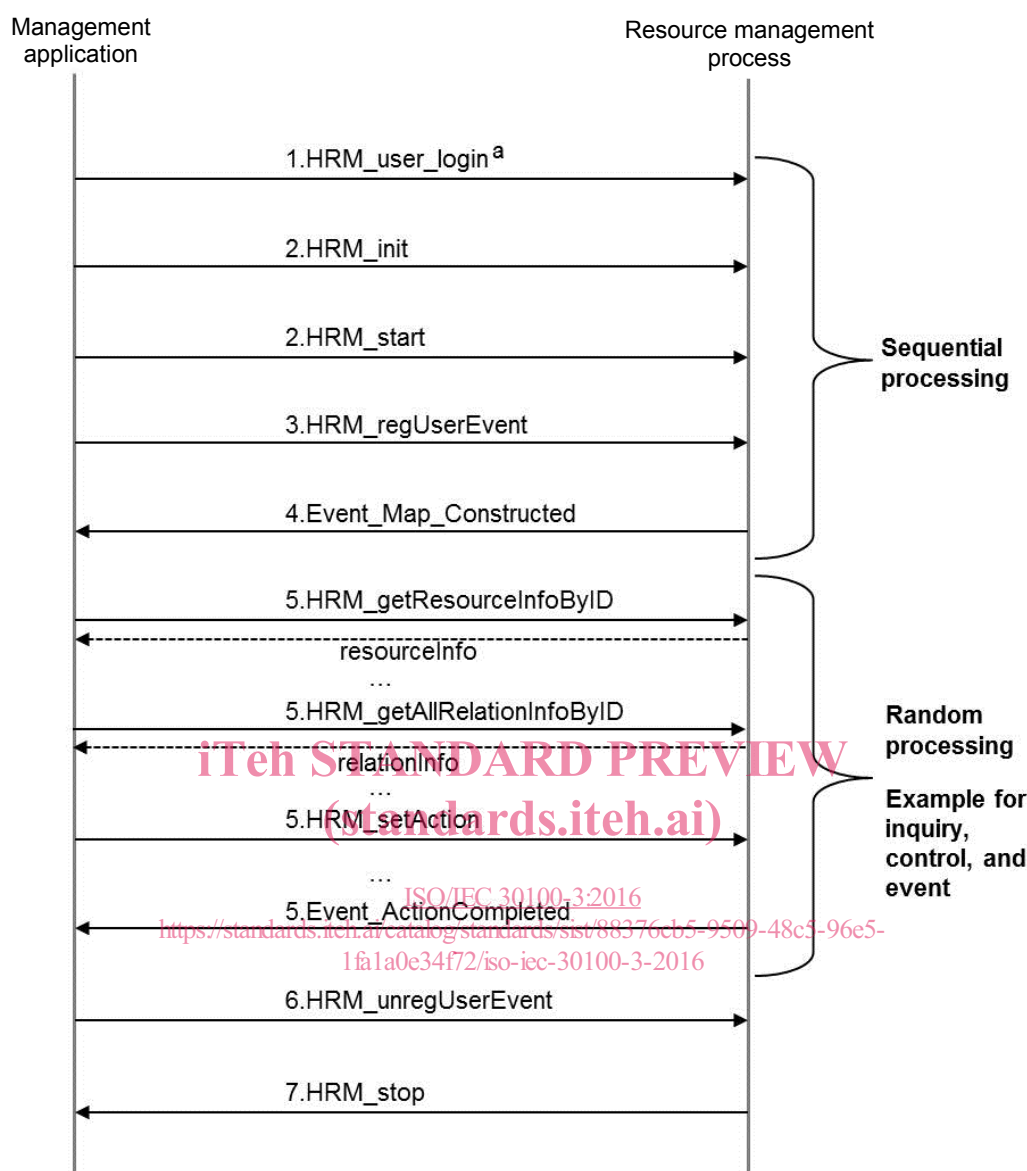 Management
application
Resource management
process
1.HRM_user_login a
2.HRM_init
2.HRM_start
Sequential
processing
3.HRM_regUserEvent
4.Event_Map_Constructed
5.HRM_getResourceInfoByID
resourceInfo
...
5.HRM_getAllRelationInfoByID
Random
processing
iTeh STANDARD PREVIEW
relationInfo
...
Example for
inquiry,
control, and
event
(standards.iteh.ai)
5.HRM_setAction
...
ISO/IEC 30100-3:2016
5.Event_ActionCompleted
https://standards.iteh.ai/catalog/standards/sist/88376cb5-9509-48c5-96e5-
1fa1a0e34f72/iso-iec-30100-3-2016
6.HRM_unregUserEvent
7.HRM_stop